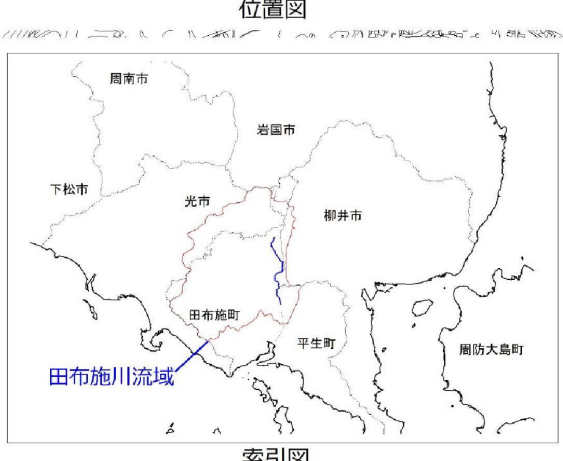 位置図
周南市
岩国市
下松市
光市
柳井市
田布施町
平生町
周防大島町
田布施川流域
索引図